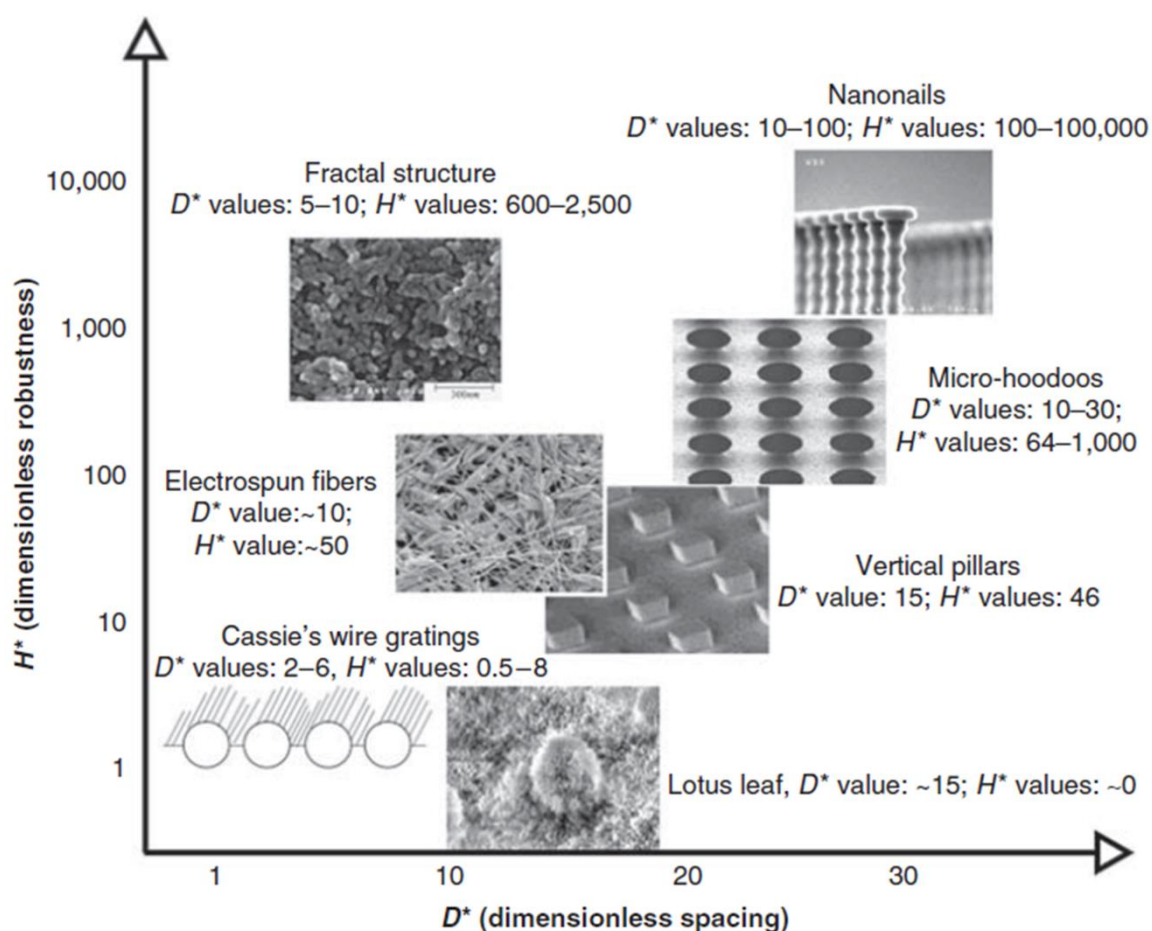 Nanonails
D* values: 10–100; H* values: 100–100,000
Fractal structure
D* values: 5–10; H* values: 600–2,500
10,000
1,000
100
10
1
H* (dimensionless robustness)
300nm
Micro-hoodoos
D* values: 10–30;
H* values: 64–1,000
Electrospun fibers
D* value:~10;
H* value:~50
Vertical pillars
D* value: 15; H* values: 46
Cassie's wire gratings
D* values: 2–6, H* values: 0.5–8
Lotus leaf, D* value: ~15; H* values: ~0
1
10
20
30
D* (dimensionless spacing)